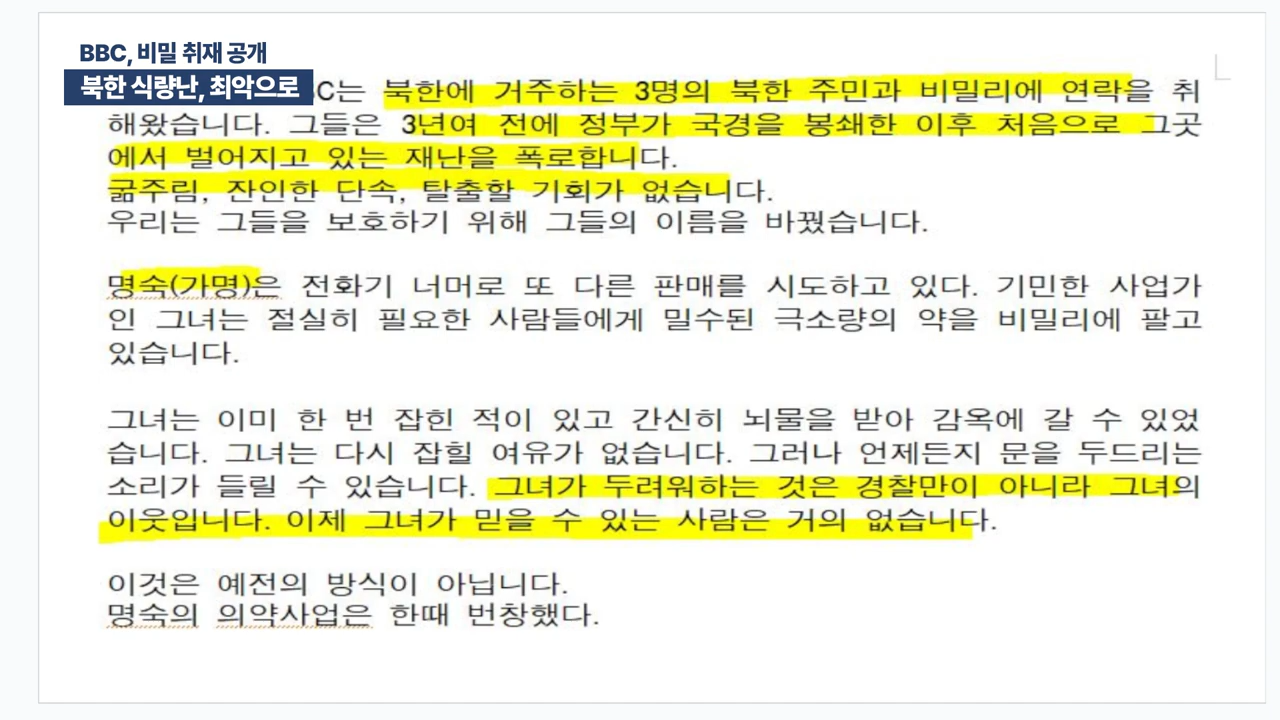 BBC, 비밀 취재 공개
북한 식량난, 최악으로
C는 북한에 거주하는 3명의 북한 주민과 비밀리에 연락을 취
해왔습니다. 그들은 3년여 전에 정부가 국경을 봉쇄한 이후 처음으로 그곳
에서 벌어지고 있는 재난을 폭로합니다.
굶주림, 잔인한 단속, 탈출할 기회가 없습니다.
우리는 그들을 보호하기 위해 그들의 이름을 바꿨습니다.
명숙(가명)은 전화기 너머로 또 다른 판매를 시도하고 있다. 기민한 사업가
인 그녀는 절실히 필요한 사람들에게 밀수된 극소량의 약을 비밀리에 팔고
있습니다.
그녀는 이미 한 번 잡힌 적이 있고 간신히 뇌물을 받아 감옥에 갈 수 있었
습니다. 그녀는 다시 잡힐 여유가 없습니다. 그러나 언제든지 문을 두드리는
소리가 들릴 수 있습니다. 그녀가 두려워하는 것은 경찰만이 아니라 그녀의
이웃입니다. 이제 그녀가 믿을 수 있는 사람은 거의 없습니다.
이것은 예전의 방식이 아닙니다.
명숙의 의약사업은 한때 번창했다.